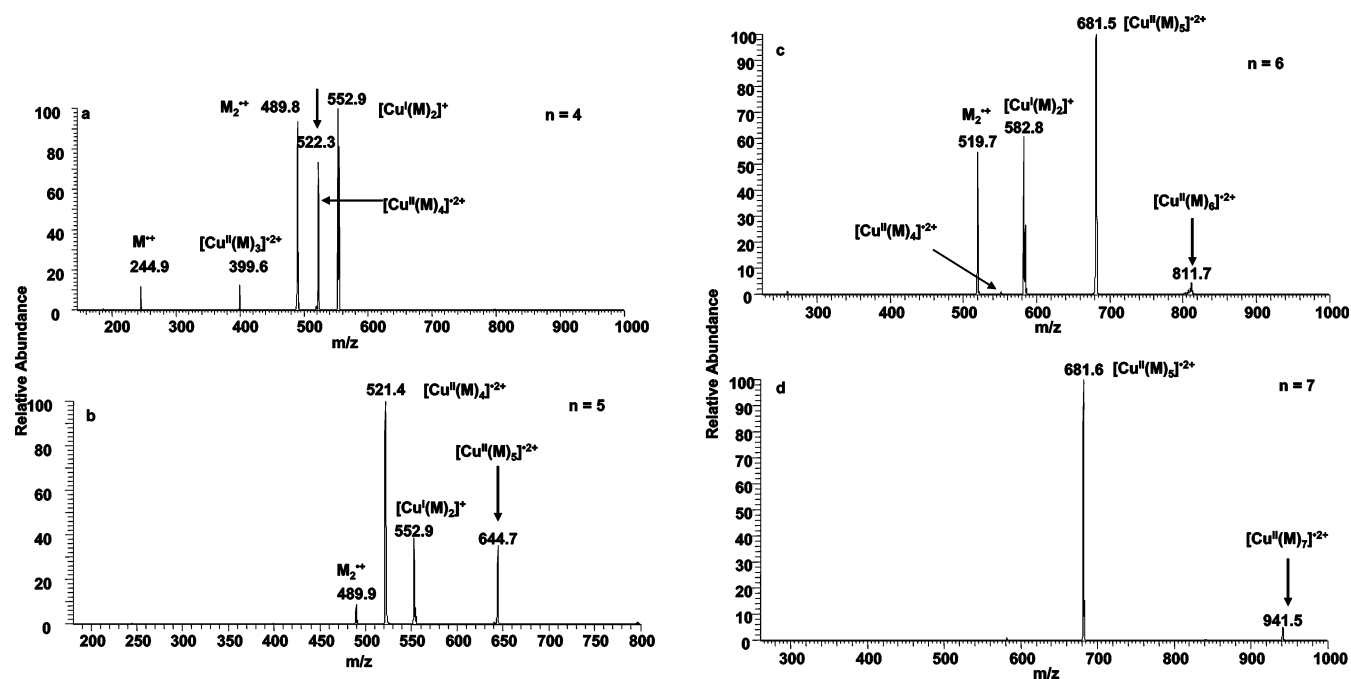 a
n = 4
M₂•+ 489.8
552.9 [Cuᴵ(M)₂]⁺
522.3
[Cuᴵᴵ(M)₄]•2+
M•+
244.9
[Cuᴵᴵ(M)₃]•2+
399.6
100
80
60
40
20
0
200 300 400 500 600 700 800 900 1000
m/z
Relative Abundance
b
n = 5
521.4 [Cuᴵᴵ(M)₄]•2+
[Cuᴵᴵ(M)₅]•2+
644.7
[Cuᴵ(M)₂]⁺
552.9
M₂•+
489.9
100
80
60
40
20
0
200 250 300 350 400 450 500 550 600 650 700 750 800
m/z
c
n = 6
681.5 [Cuᴵᴵ(M)₅]•2+
[Cuᴵ(M)₂]⁺
582.8
M₂•+
519.7
[Cuᴵᴵ(M)₄]•2+
[Cuᴵᴵ(M)₆]•2+
811.7
100
90
80
70
60
50
40
30
20
10
0
300 400 500 600 700 800 900 1000
m/z
Relative Abundance
d
n = 7
681.6 [Cuᴵᴵ(M)₅]•2+
[Cuᴵᴵ(M)₇]•2+
941.5
100
90
80
70
60
50
40
30
20
10
0
300 400 500 600 700 800 900 1000
m/z